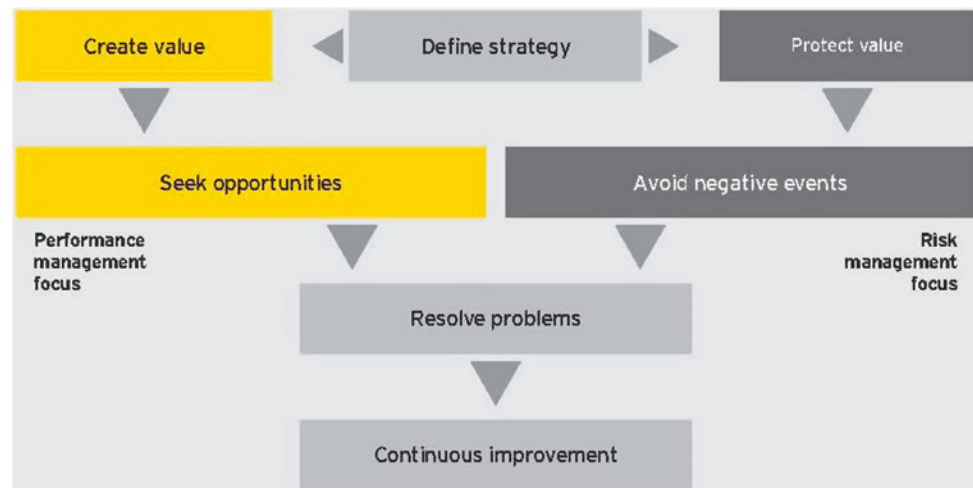 Create value
Define strategy
Protect value
Seek opportunities
Avoid negative events
Performance
management
focus
Risk
management
focus
Resolve problems
Continuous improvement